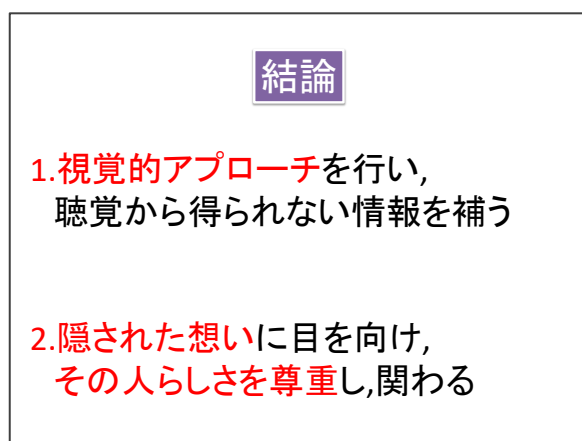 結論
1.視覚的アプローチを行い,
聴覚から得られない情報を補う
2.隠された想いに目を向け,
その人らしさを尊重し,関わる